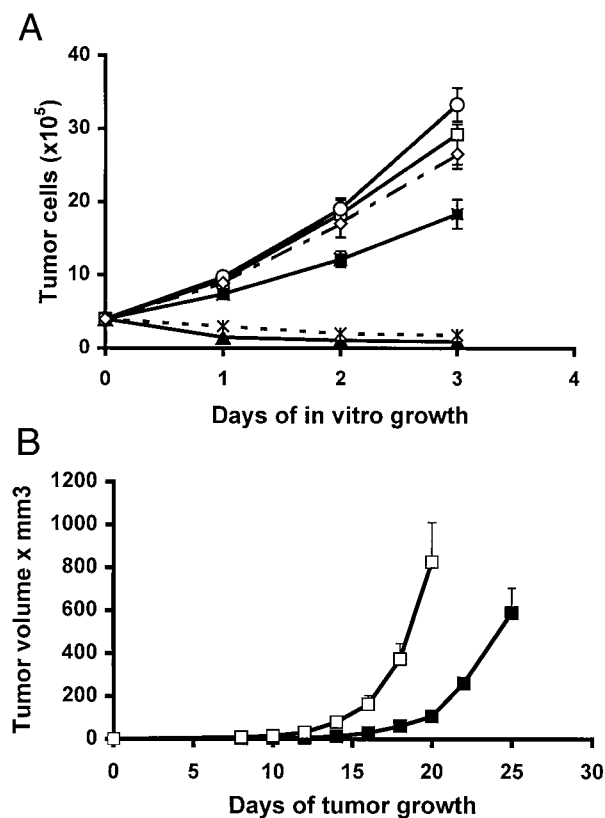 A
Tumor cells (x10⁵)
40
30
20
10
0
0 1 2 3 4
Days of in vitro growth
B
Tumor volume x mm3
1200
1000
800
600
400
200
0
0 5 10 15 20 25 30
Days of tumor growth